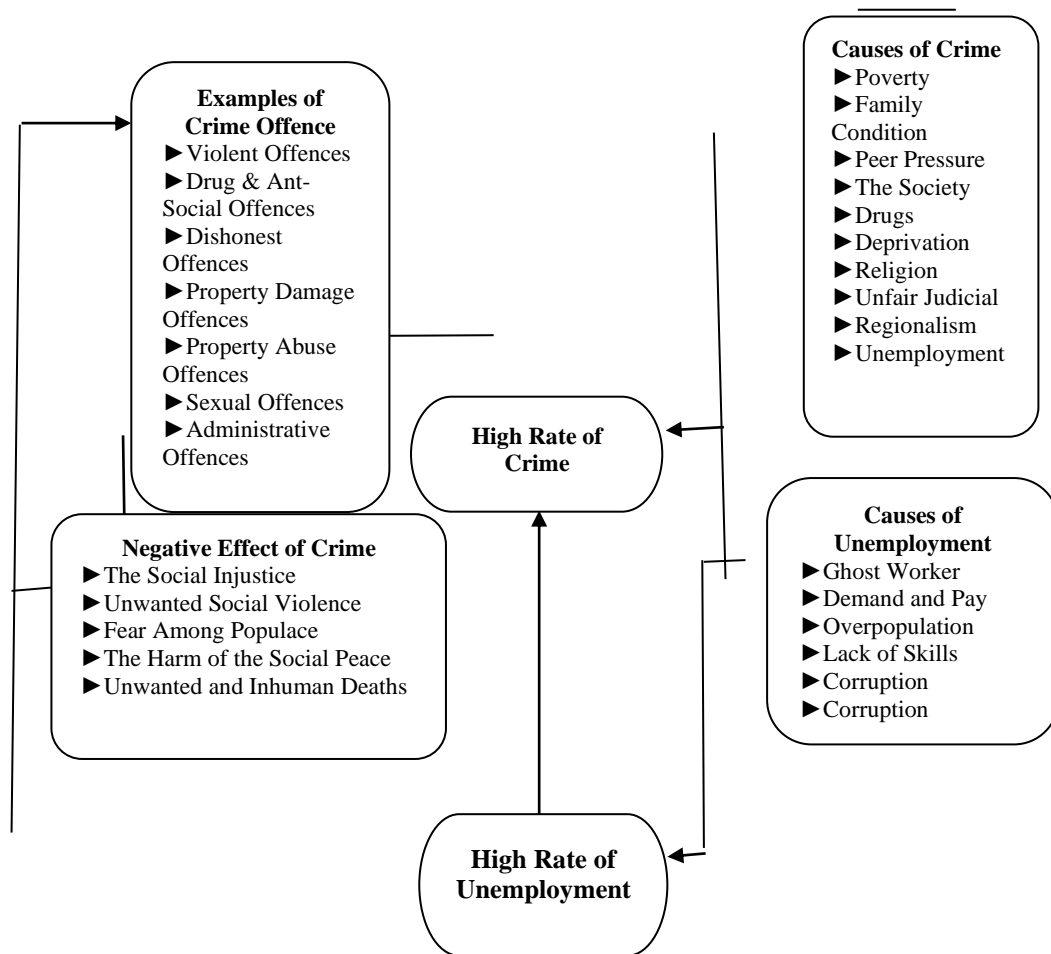 Examples of
Crime Offence
►Violent Offences
►Drug & Ant-
Social Offences
►Dishonest
Offences
►Property Damage
Offences
►Property Abuse
Offences
►Sexual Offences
►Administrative
Offences
Negative Effect of Crime
►The Social Injustice
►Unwanted Social Violence
►Fear Among Populace
►The Harm of the Social Peace
►Unwanted and Inhuman Deaths
High Rate of
Crime
High Rate of
Unemployment
Causes of Crime
►Poverty
►Family
Condition
►Peer Pressure
►The Society
►Drugs
►Deprivation
►Religion
►Unfair Judicial
►Regionalism
►Unemployment
Causes of
Unemployment
►Ghost Worker
►Demand and Pay
►Overpopulation
►Lack of Skills
►Corruption
►Corruption